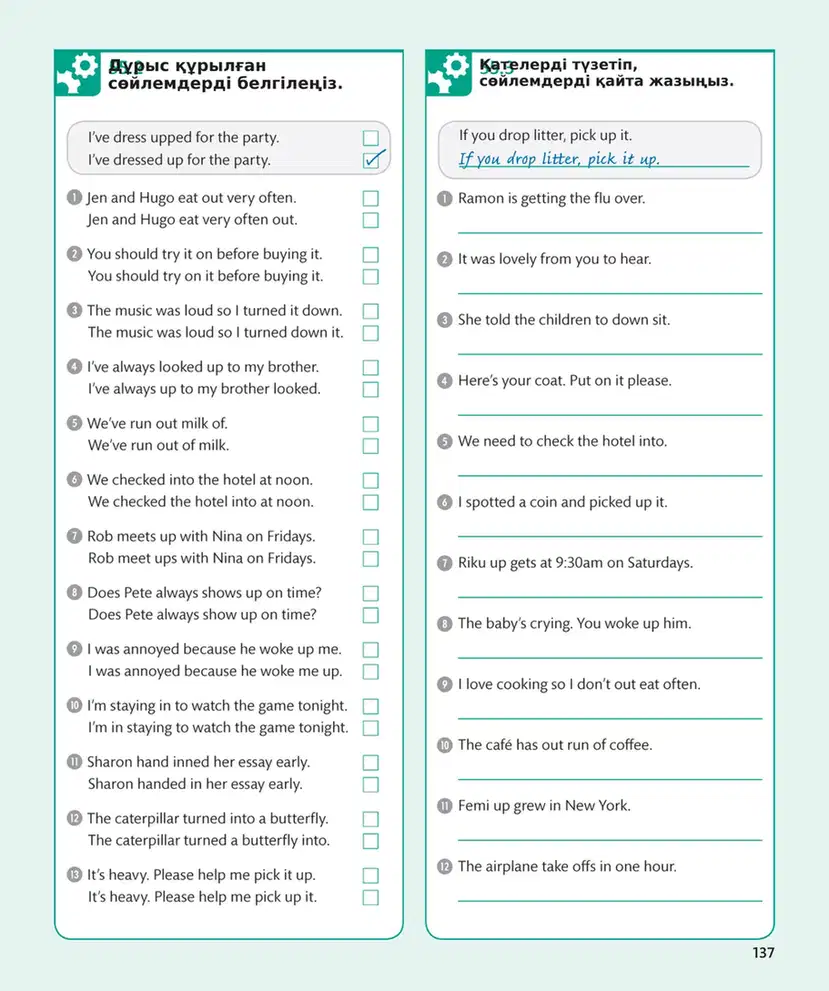 Дұрыс құрылған
сөйлемдерді белгілеңіз.
I've dress upped for the party.
I've dressed up for the party.
1 Jen and Hugo eat out very often.
Jen and Hugo eat very often out.
2 You should try it on before buying it.
You should try on it before buying it.
3 The music was loud so I turned it down.
The music was loud so I turned down it.
4 I've always looked up to my brother.
I've always up to my brother looked.
5 We've run out milk of.
We've run out of milk.
6 We checked into the hotel at noon.
We checked the hotel into at noon.
7 Rob meets up with Nina on Fridays.
Rob meet ups with Nina on Fridays.
8 Does Pete always shows up on time?
Does Pete always show up on time?
9 I was annoyed because he woke up me.
I was annoyed because he woke me up.
10 I'm staying in to watch the game tonight.
I'm in staying to watch the game tonight.
11 Sharon hand inned her essay early.
Sharon handed in her essay early.
12 The caterpillar turned into a butterfly.
The caterpillar turned a butterfly into.
13 It's heavy. Please help me pick it up.
It's heavy. Please help me pick up it.
Қателерді түзетіп,
сөйлемдерді қайта жазыңыз.
If you drop litter, pick up it.
If you drop litter, pick it up.
1 Ramon is getting the flu over.
2 It was lovely from you to hear.
3 She told the children to down sit.
4 Here's your coat. Put on it please.
5 We need to check the hotel into.
6 I spotted a coin and picked up it.
7 Riku up gets at 9:30am on Saturdays.
8 The baby's crying. You woke up him.
9 I love cooking so I don't out eat often.
10 The café has out run of coffee.
11 Femi up grew in New York.
12 The airplane take offs in one hour.
137